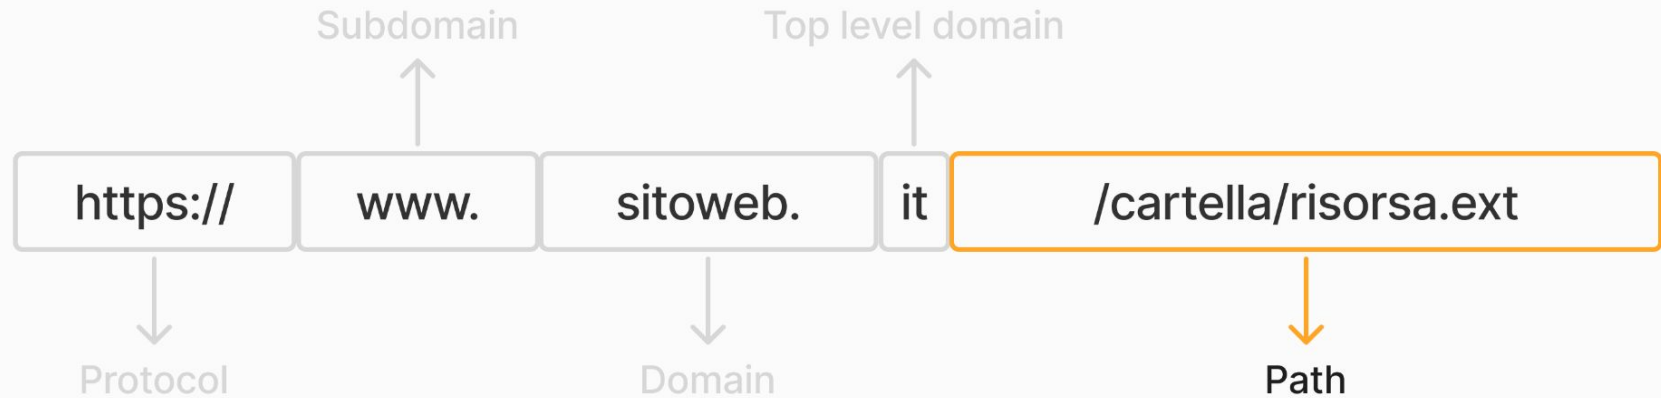 Subdomain Top level domain
https:// www. sitoweb. it /cartella/risorsa.ext
Protocol Domain Path